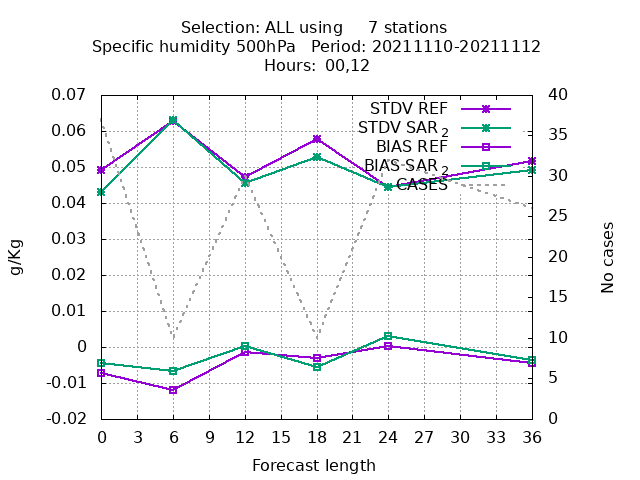 Selection: ALL using 7 stations
Specific humidity 500hPa Period: 20211110-20211112
Hours: 00,12
0.07
0.06
0.05
0.04
0.03
0.02
0.01
0
-0.01
-0.02
g/Kg
STDV REF
STDV SAR 2
BIAS REF
BIAS SAR 2
CASES
40
35
30
25
20
15
10
5
0
No cases
0 3 6 9 12 15 18 21 24 27 30 33 36
Forecast length